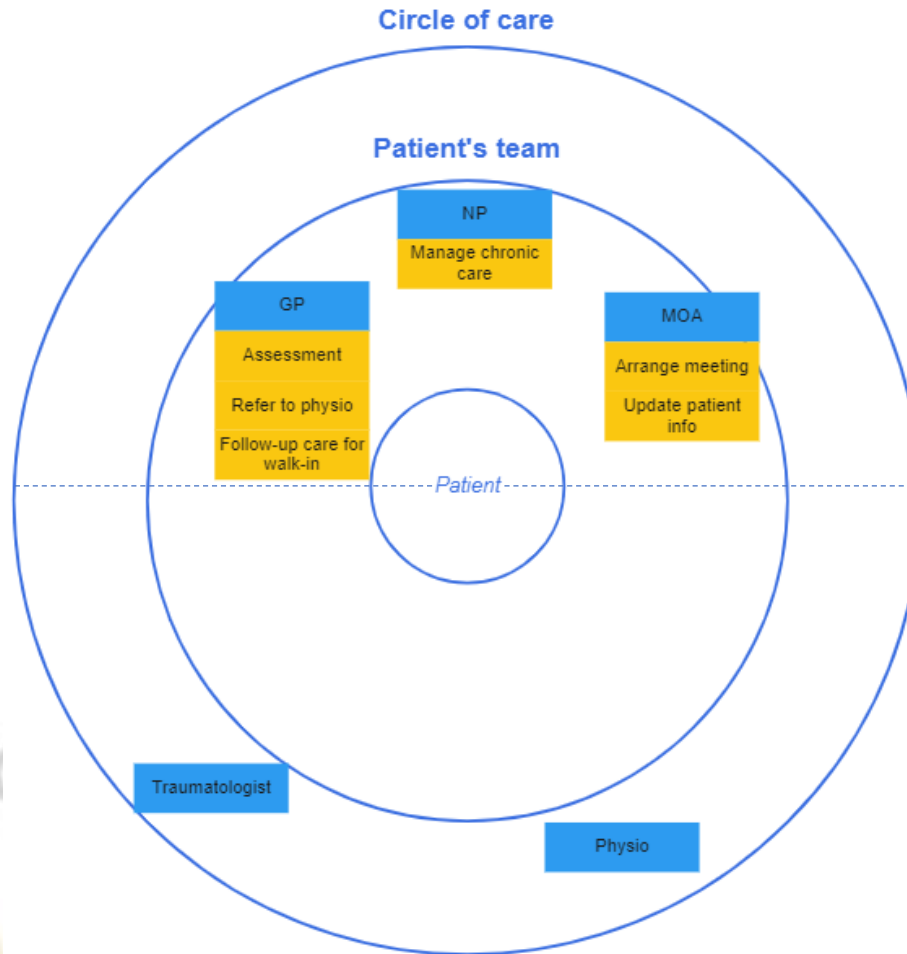 Circle of care
Patient's team
NP
Manage chronic
care
GP
Assessment
Refer to physio
Follow-up care for
walk-in
MOA
Arrange meeting
Update patient
info
Patient
Traumatologist
Physio